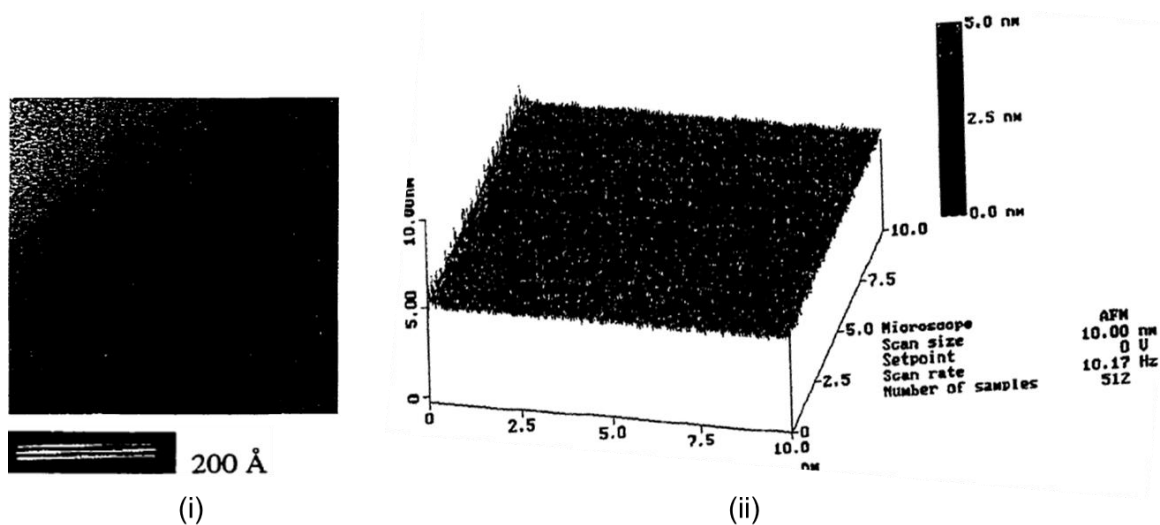 200 Å
(i)
5.0 nm
2.5 nm
0.0 nm
10.00nm
5.00
0
0
2.5
5.0
7.5
10.0
nm
0
2.5
5.0
7.5
10.0
Microscope AFM
Scan size 10.00 nm
Setpoint 0 U
Scan rate 10.17 Hz
Number of samples 512
(ii)